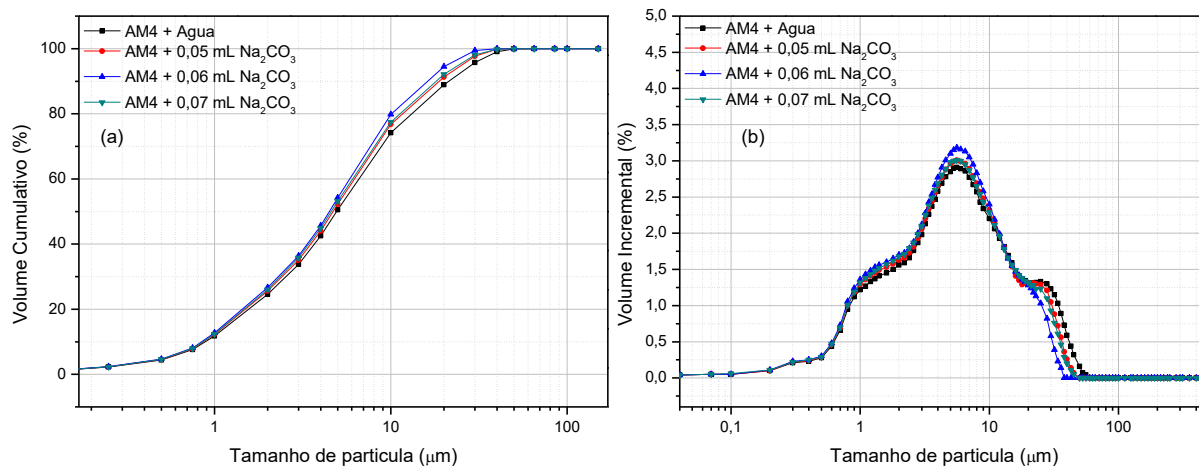 AM4 + Agua
AM4 + 0,05 mL Na₂CO₃
AM4 + 0,06 mL Na₂CO₃
AM4 + 0,07 mL Na₂CO₃
(a)
Volume Cumulativo (%)
100
80
60
40
20
0
1
10
100
Tamanho de particula (μm)
5,0
4,5
4,0
3,5
3,0
2,5
2,0
1,5
1,0
0,5
0,0
Volume Incremental (%)
AM4 + Agua
AM4 + 0,05 mL Na₂CO₃
AM4 + 0,06 mL Na₂CO₃
AM4 + 0,07 mL Na₂CO₃
(b)
0,1
1
10
100
Tamanho de particula (μm)